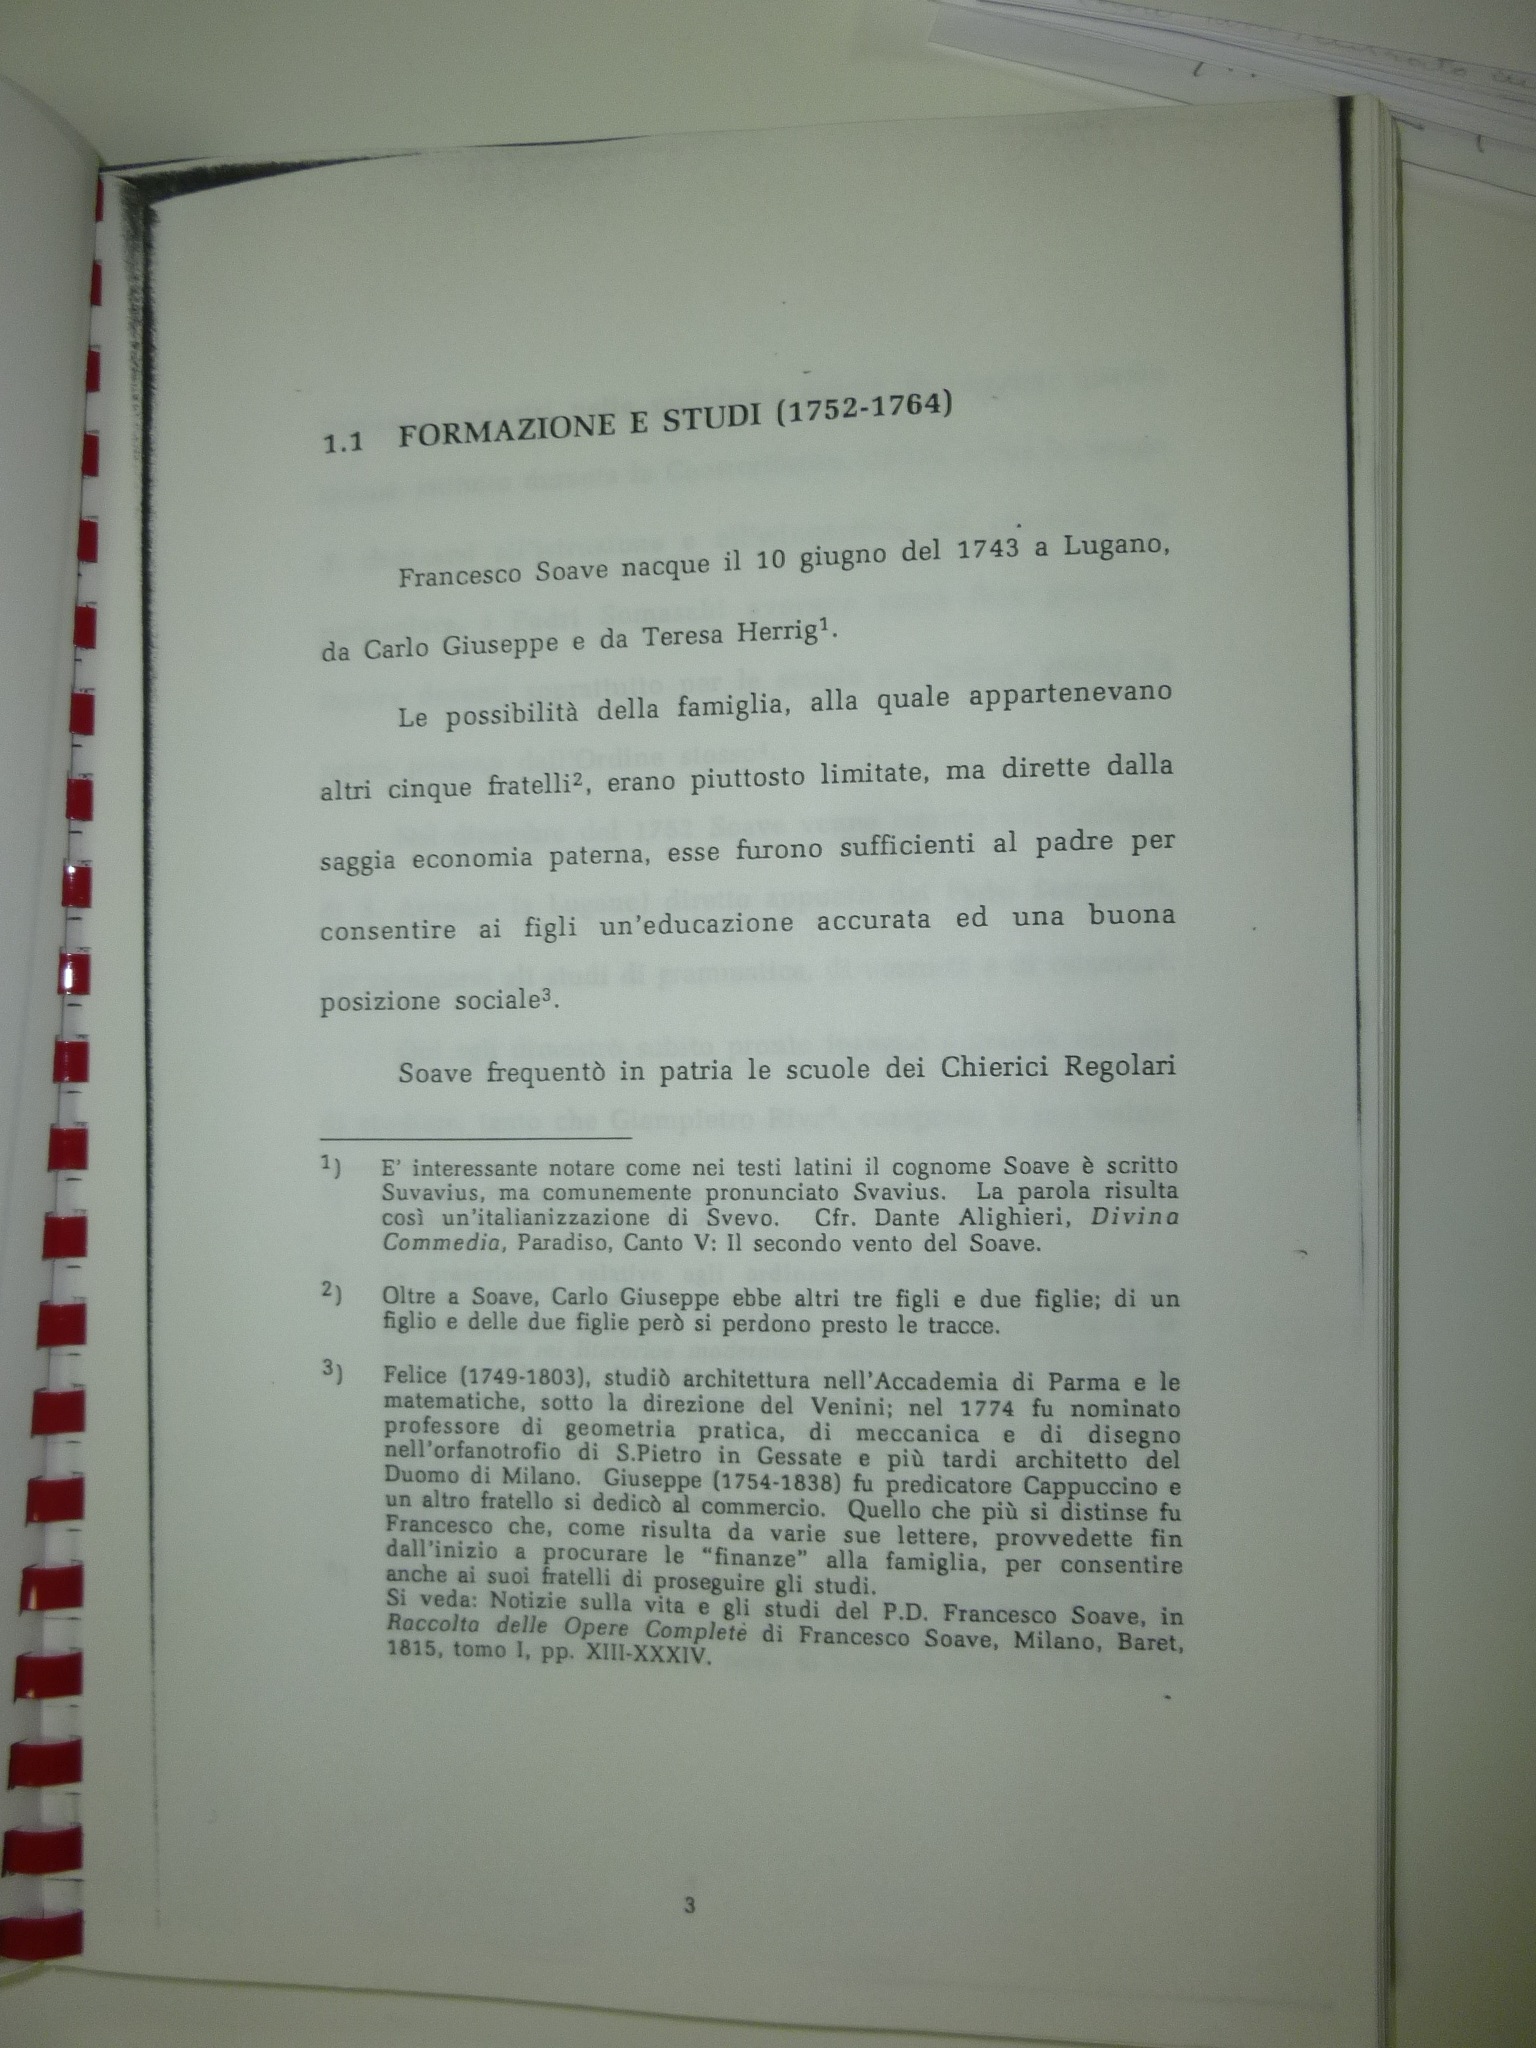 1.1 FORMAZIONE E STUDI (1752-1764)
Francesco Soave nacque il 10 giugno del 1743 a Lugano,
da Carlo Giuseppe e da Teresa Herrig¹.
Le possibilità della famiglia, alla quale appartenevano
altri cinque fratelli², erano piuttosto limitate, ma dirette dalla
saggia economia paterna, esse furono sufficienti al padre per
consentire ai figli un'educazione accurata ed una buona
posizione sociale³.
Soave frequentò in patria le scuole dei Chierici Regolari
1) E' interessante notare come nei testi latini il cognome Soave è scritto
Suvavius, ma comunemente pronunciato Svavius. La parola risulta
così un'italianizzazione di Svevo. Cfr. Dante Alighieri, Divina
Commedia, Paradiso, Canto V: Il secondo vento del Soave.
2) Oltre a Soave, Carlo Giuseppe ebbe altri tre figli e due figlie; di un
figlio e delle due figlie però si perdono presto le tracce.
3) Felice (1749-1803), studiò architettura nell'Accademia di Parma e le
matematiche, sotto la direzione del Venini; nel 1774 fu nominato
professore di geometria pratica, di meccanica e di disegno
nell'orfanotrofio di S.Pietro in Gessate e più tardi architetto del
Duomo di Milano. Giuseppe (1754-1838) fu predicatore Cappuccino e
un altro fratello si dedicò al commercio. Quello che più si distinse fu
Francesco che, come risulta da varie sue lettere, provvedette fin
dall'inizio a procurare le "finanze" alla famiglia, per consentire
anche ai suoi fratelli di proseguire gli studi.
Si veda: Notizie sulla vita e gli studi del P.D. Francesco Soave, in
Raccolta delle Opere Complete di Francesco Soave, Milano, Baret,
1815, tomo I, pp. XIII-XXXIV.
3